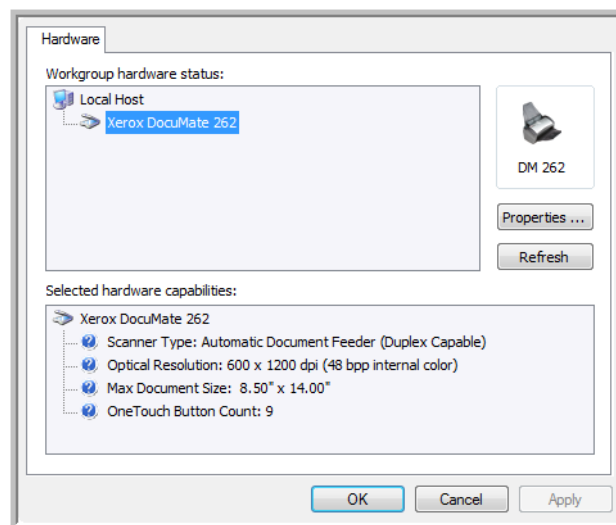 Hardware
Workgroup hardware status:
Local Host
Xerox DocuMate 262
DM 262
Properties ...
Refresh
Selected hardware capabilities:
Xerox DocuMate 262
Scanner Type: Automatic Document Feeder (Duplex Capable)
Optical Resolution: 600 x 1200 dpi (48 bpp internal color)
Max Document Size: 8.50" x 14.00"
OneTouch Button Count: 9
OK Cancel Apply